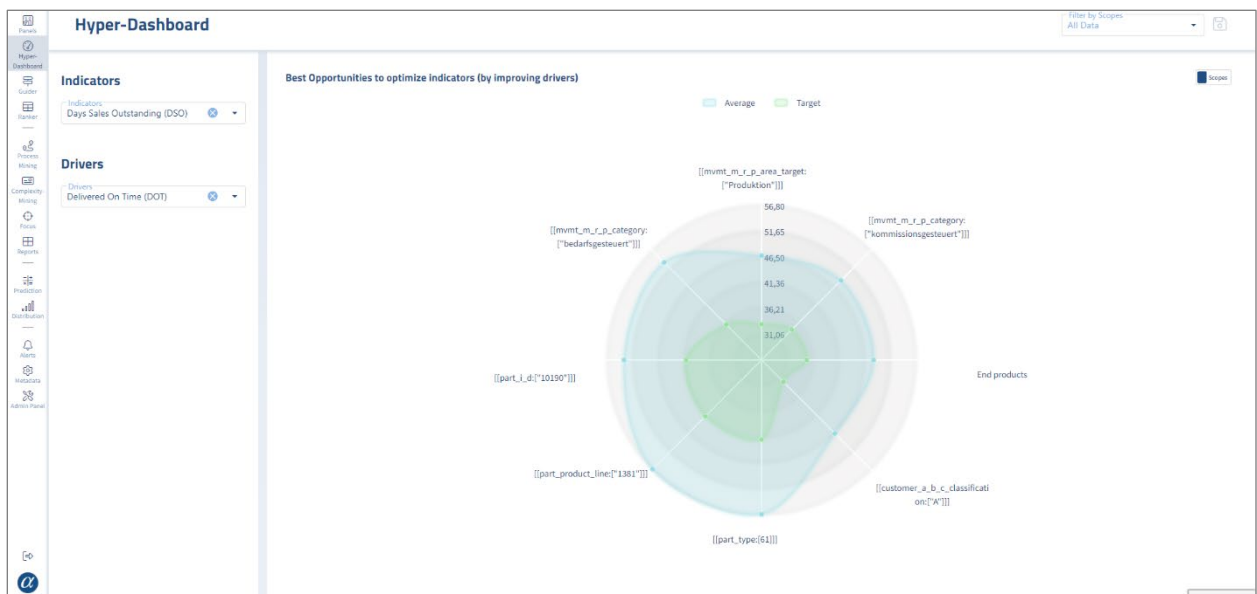 Hyper-Dashboard
Filter by Scopes
All Data
Panels
Hyper-
Dashboard
Guider
Ranker
Process
Mining
Complexity
Mining
Focus
Reports
Prediction
Distribution
Alerts
Metadata
Admin Panel
α
Indicators
Indicators
Days Sales Outstanding (DSO)
Drivers
Drivers
Delivered On Time (DOT)
Best Opportunities to optimize indicators (by improving drivers)
Scopes
Average
Target
[[mvmt_m_r_p_area_target:
["Produktion"]]]
[[mvmt_m_r_p_category:
["kommissionsgesteuert"]]]
[[mvmt_m_r_p_category:
["bedarfsgesteuert"]]]
56,80
51,65
46,50
41,36
36,21
31,06
End products
[[part_i_d:["10190"]]]
[[part_product_line:["1381"]]]
[[customer_a_b_c_classificati
on:["A"]]]
[[part_type:[61]]]